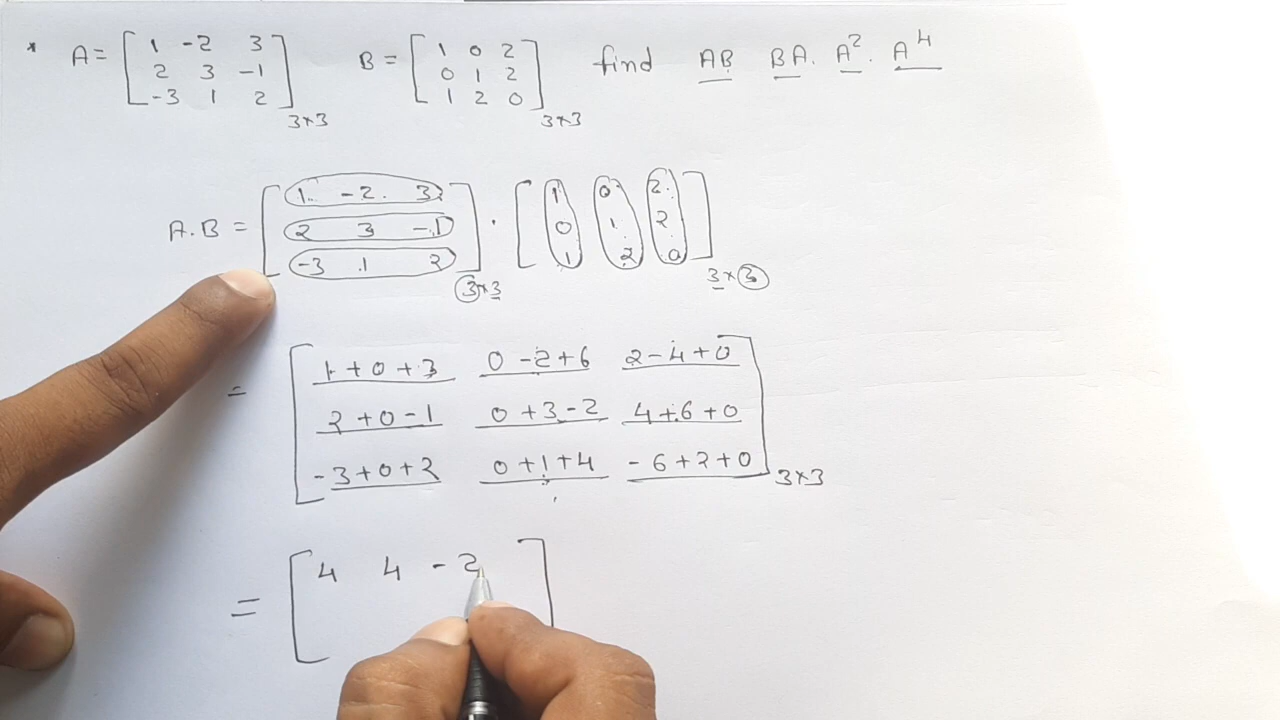 * A = [ 1 -2 3 B = [ 1 0 2 find AB BA. A². A⁴
2 3 -1 0 1 2
-3 1 2 ]3×3 1 2 0 ]3×3
A.B = [ 1 -2 3 ] . [ 1 0 2 ]
2 3 -1 0 1 2
-3 1 2 3×3 1 2 0 3×3
= [ 1+0+3 0-2+6 2-4+0 ]
2+0-1 0+3-2 4+6+0
-3+0+2 0+1+4 -6+2+0 3×3
= [ 4 4 -2 ]